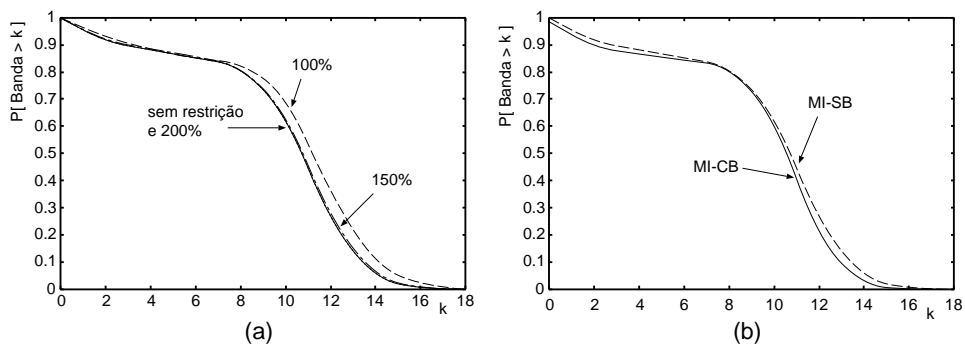 P[ Banda > k ]
1
0.9
0.8
0.7
0.6
0.5
0.4
0.3
0.2
0.1
0
100%
sem restrição
e 200%
150%
0 2 4 6 8 10 12 14 16 18
k
(a)
P[ Banda > k ]
1
0.9
0.8
0.7
0.6
0.5
0.4
0.3
0.2
0.1
0
MI-SB
MI-CB
0 2 4 6 8 10 12 14 16 18
k
(b)